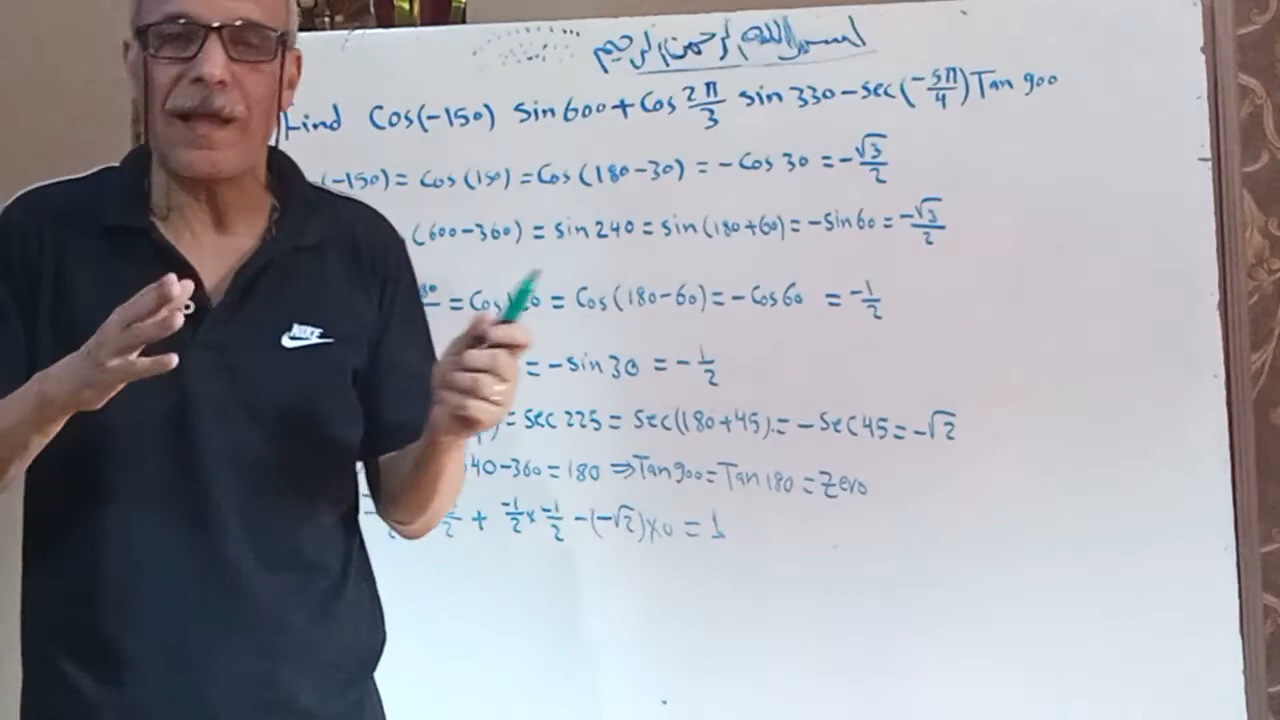 بسم الله الرحمن الرحيم
Find Cos(-150) Sin 600 + Cos 2π/3 Sin 330 - Sec(-5π/4) Tan 900
(-150) = Cos (150) = Cos (180-30) = - Cos 30 = -√3/2
(600-360) = Sin 240 = Sin (180+60) = - Sin 60 = -√3/2
= Cos 120 = Cos (180-60) = - Cos 60 = -1/2
= - Sin 30 = - 1/2
= Sec 225 = Sec (180+45) = - Sec 45 = -√2
40-360 = 180 ⇒ Tan 900 = Tan 180 = Zero
+ -1/2 × -1/2 - (-√2) × 0 = 1
NIKE